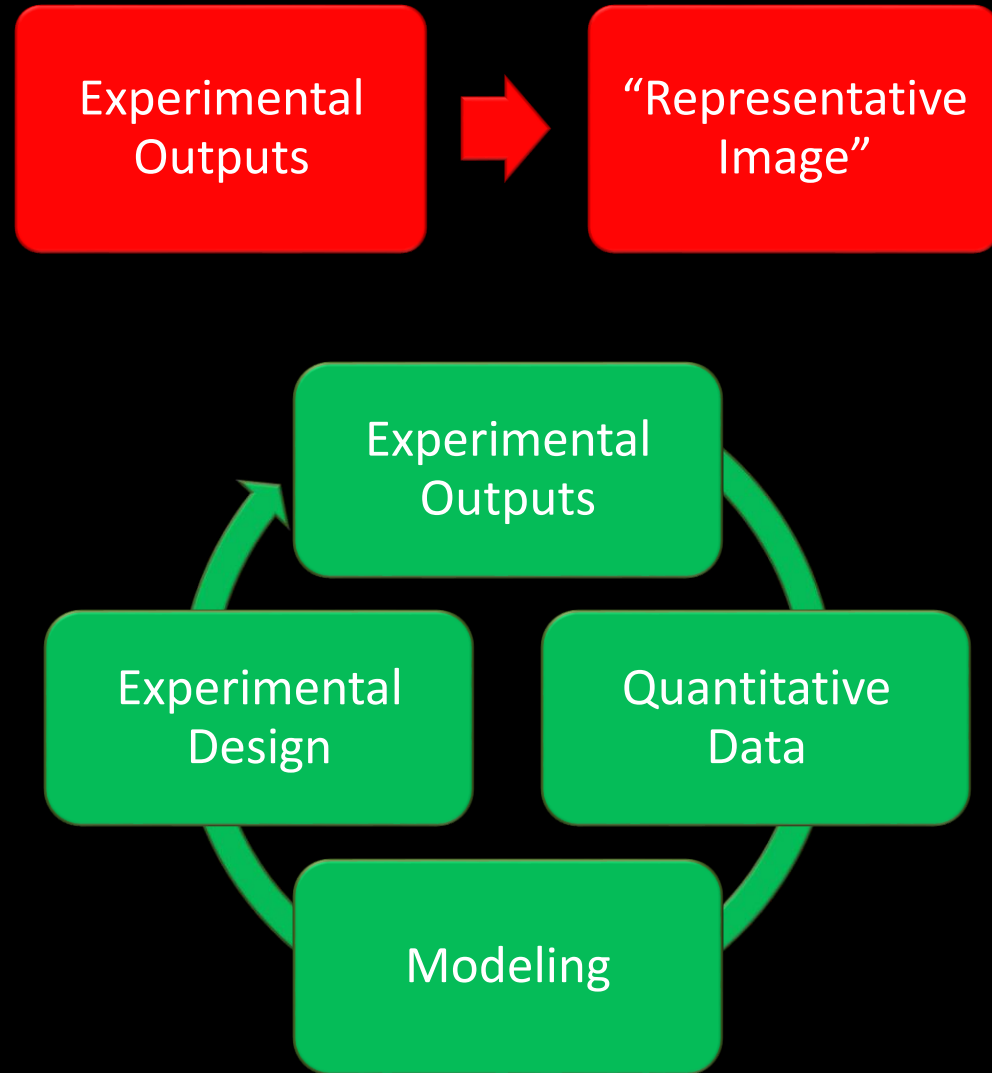 Experimental
Outputs
“Representative
Image”
Experimental
Outputs
Experimental
Design
Quantitative
Data
Modeling